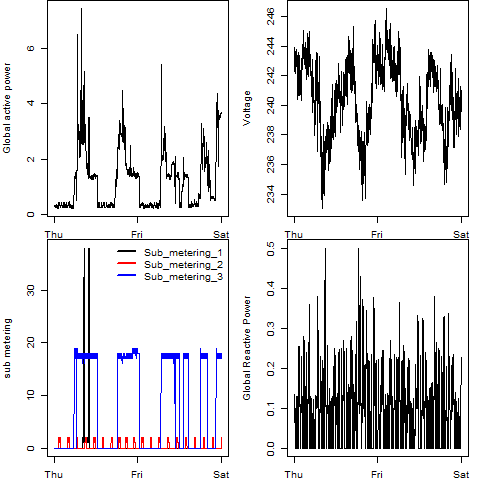 Global active power
0 2 4 6
Thu Fri Sat
Voltage
234 236 238 240 242 244 246
Thu Fri Sat
sub metering
0 10 20 30
Sub_metering_1
Sub_metering_2
Sub_metering_3
Thu Fri Sat
Global Reactive Power
0.0 0.1 0.2 0.3 0.4 0.5
Thu Fri Sat